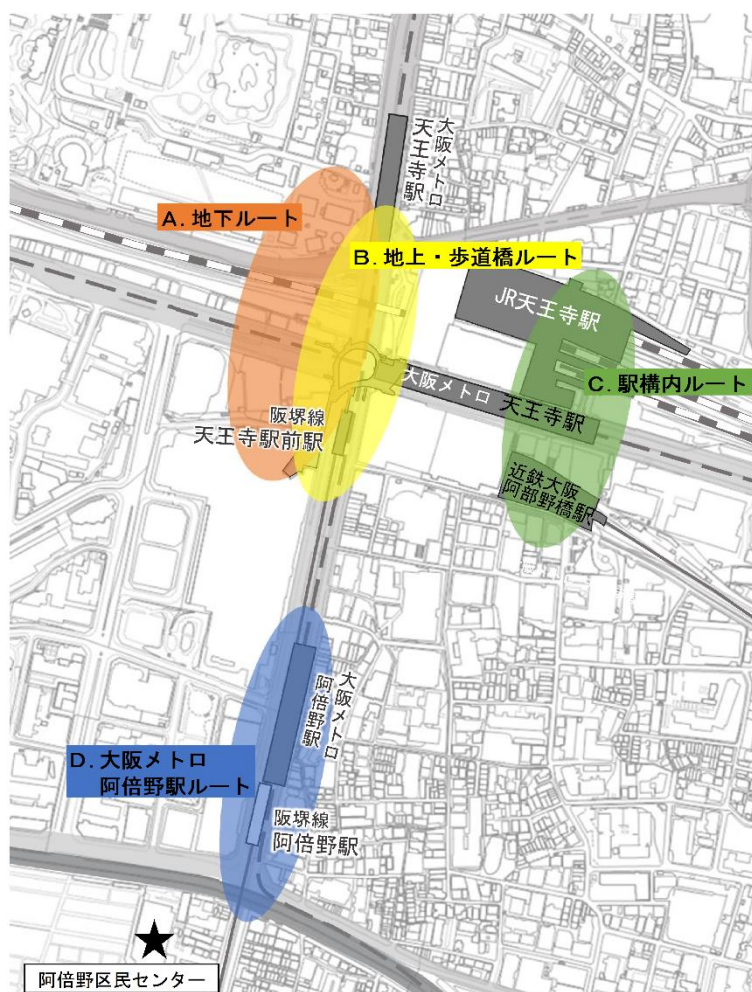 大阪メトロ
天王寺駅
A. 地下ルート
B. 地上・歩道橋ルート
JR天王寺駅
大阪メトロ 天王寺駅
C. 駅構内ルート
阪堺線
天王寺駅前駅
近鉄大阪
阿部野橋駅
大阪メトロ
阿倍野駅
D. 大阪メトロ
阿倍野駅ルート
阪堺線
阿倍野駅
★
阿倍野区民センター